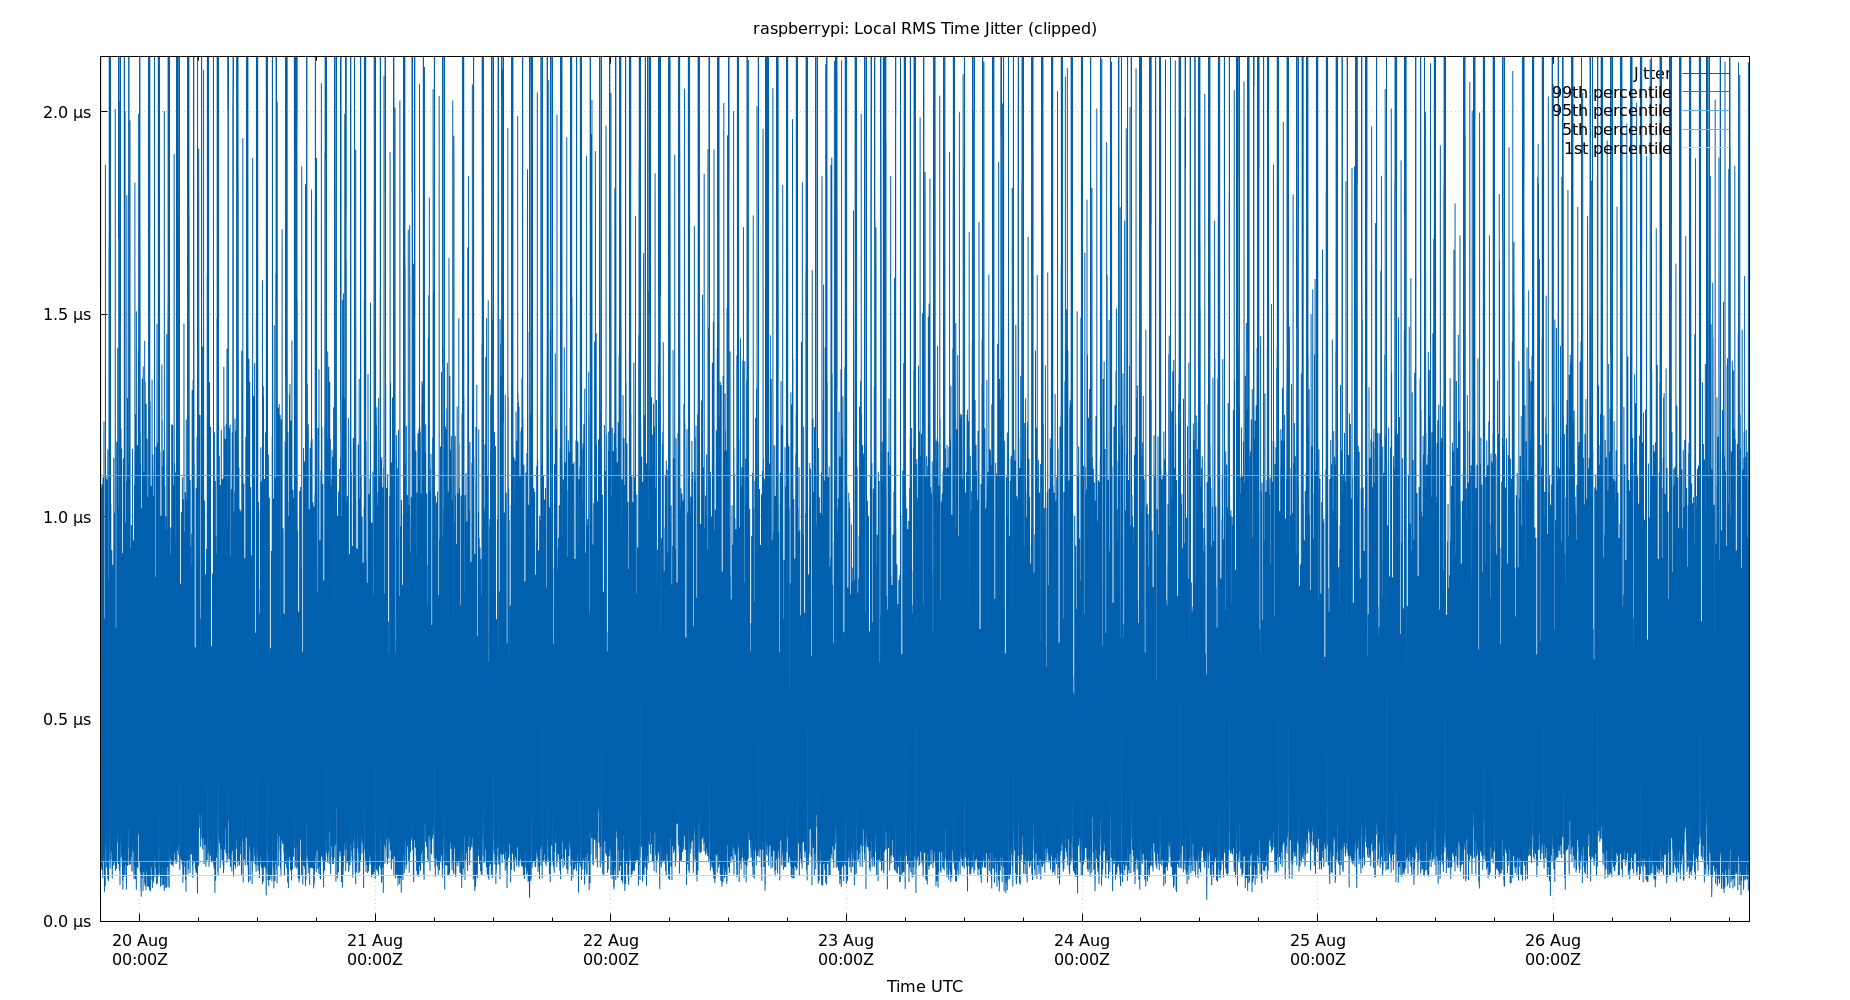 raspberrypi: Local RMS Time Jitter (clipped)
Jitter
99th percentile
95th percentile
5th percentile
1st percentile
2.0 μs
1.5 μs
1.0 μs
0.5 μs
0.0 μs
20 Aug 21 Aug 22 Aug 23 Aug 24 Aug 25 Aug 26 Aug
00:00Z 00:00Z 00:00Z 00:00Z 00:00Z 00:00Z 00:00Z
Time UTC